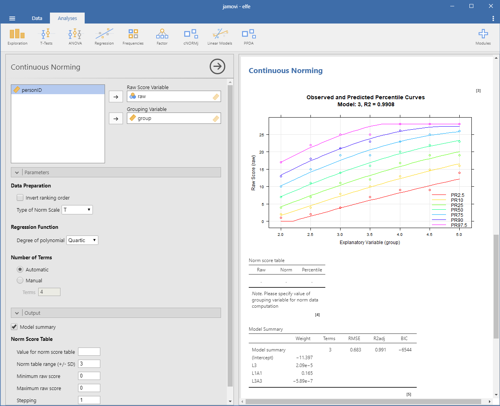 jamovi - elfe
Data
Analyses
Exploration
T-Tests
ANOVA
Regression
Frequencies
Factor
cNORMj
Linear Models
PPDA
Modules
Continuous Norming
personID
Raw Score Variable
raw
Grouping Variable
group
Parameters
Data Preparation
Invert ranking order
Type of Norm Scale T
Regression Function
Degree of polynomial Quartic
Number of Terms
Automatic
Manual
terms 4
Output
Model summary
Norm Score Table
Value for norm score table
Norm table range (+/- SD) 3
Minimum raw score 0
Maximum raw score 0
Stepping 1
Continuous Norming
[3]
Observed and Predicted Percentile Curves
Model: 3, R2 = 0.9908
Raw Score (raw)
25
20
15
10
5
0
2.0 2.5 3.0 3.5 4.0 4.5 5.0
Explanatory Variable (group)
PR2.5
PR10
PR25
PR50
PR75
PR90
PR97.5
Norm score table
Raw Norm Percentile
Note. Please specify value of
grouping variable for norm data
computation
[4]
Model Summary
Weight Terms RMSE R2adj BIC
Model summary 3 0.663 0.991 −6544
(Intercept) −11.397
L3 2.09e−5
L1A1 0.165
L3A3 −5.89e−7
[5]